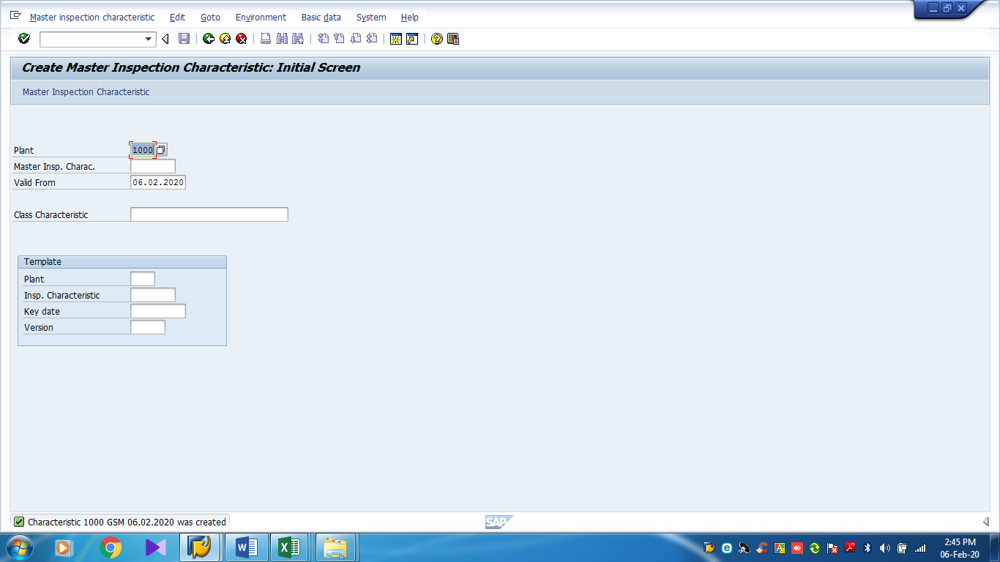 Master inspection characteristic Edit Goto Environment Basic data System Help
Create Master Inspection Characteristic: Initial Screen
Master Inspection Characteristic
Plant 1000
Master Insp. Charac.
Valid From 06.02.2020
Class Characteristic
Template
Plant
Insp. Characteristic
Key date
Version
Characteristic 1000 GSM 06.02.2020 was created
SAP
2:45 PM
06-Feb-20